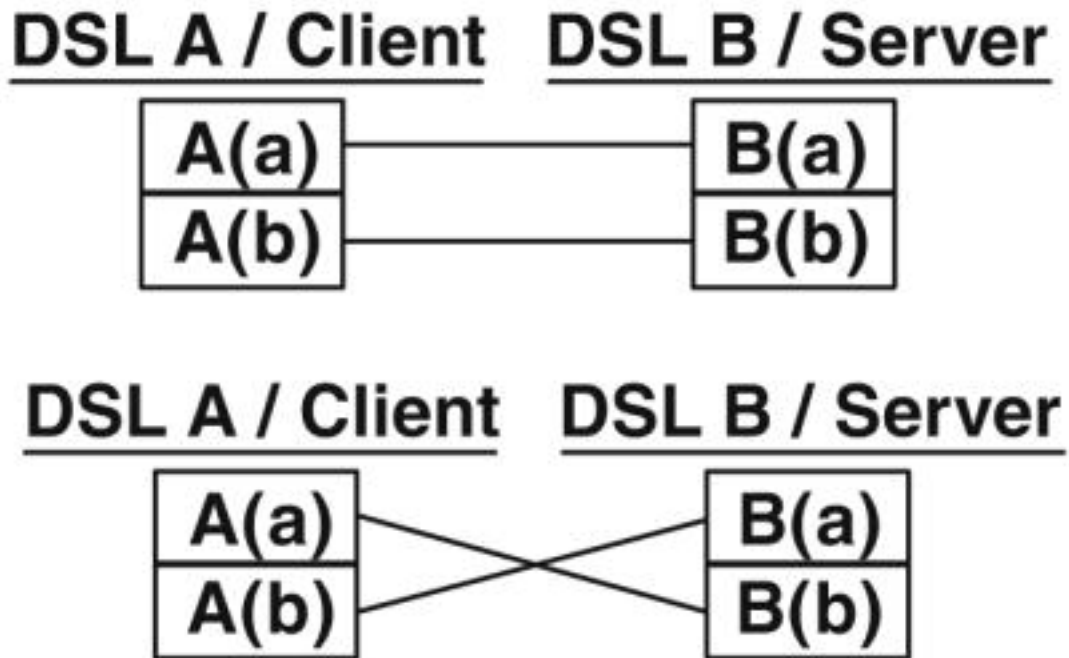 DSL A / Client DSL B / Server
A(a) B(a)
A(b) B(b)
DSL A / Client DSL B / Server
A(a) B(a)
A(b) B(b)